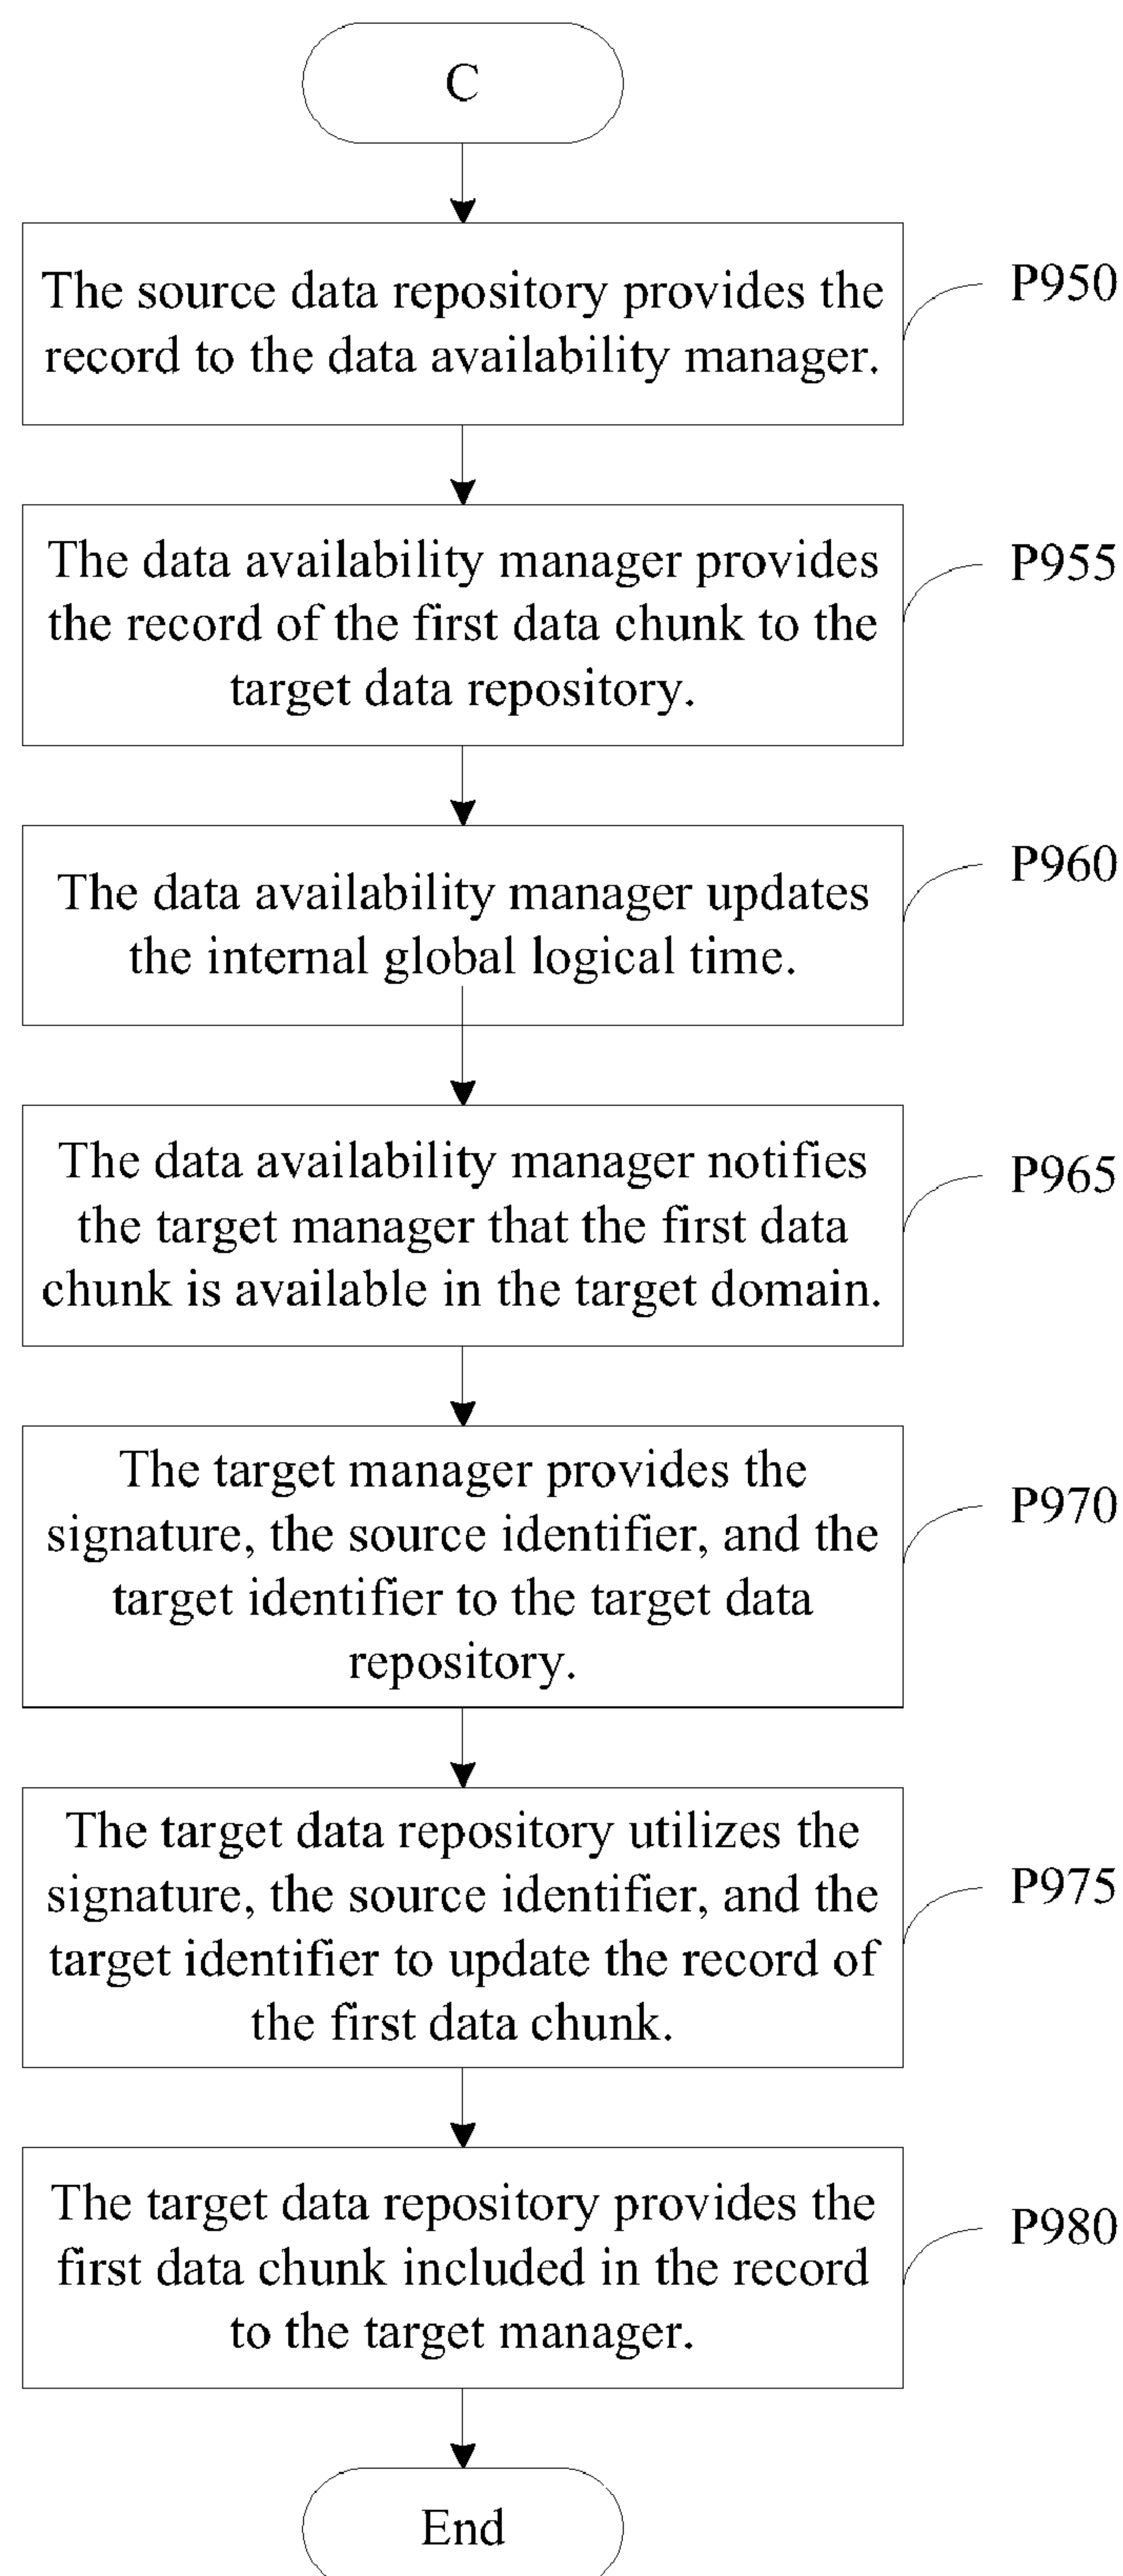 C
The source data repository provides the
record to the data availability manager.
P950
The data availability manager provides
the record of the first data chunk to the
target data repository.
P955
The data availability manager updates
the internal global logical time.
P960
The data availability manager notifies
the target manager that the first data
chunk is available in the target domain.
P965
The target manager provides the
signature, the source identifier, and the
target identifier to the target data
repository.
P970
The target data repository utilizes the
signature, the source identifier, and the
target identifier to update the record of
the first data chunk.
P975
The target data repository provides the
first data chunk included in the record
to the target manager.
P980
End